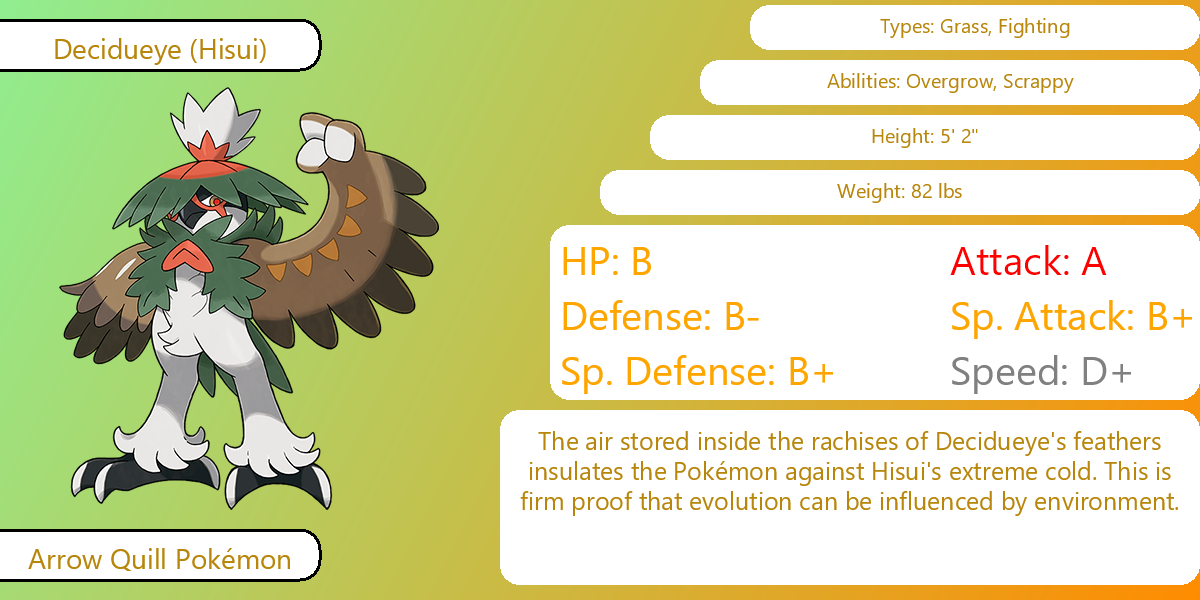 Decidueye (Hisui)
Types: Grass, Fighting
Abilities: Overgrow, Scrappy
Height: 5' 2"
Weight: 82 lbs
HP: B
Attack: A
Defense: B-
Sp. Attack: B+
Sp. Defense: B+
Speed: D+
The air stored inside the rachises of Decidueye's feathers
insulates the Pokémon against Hisui's extreme cold. This is
firm proof that evolution can be influenced by environment.
Arrow Quill Pokémon